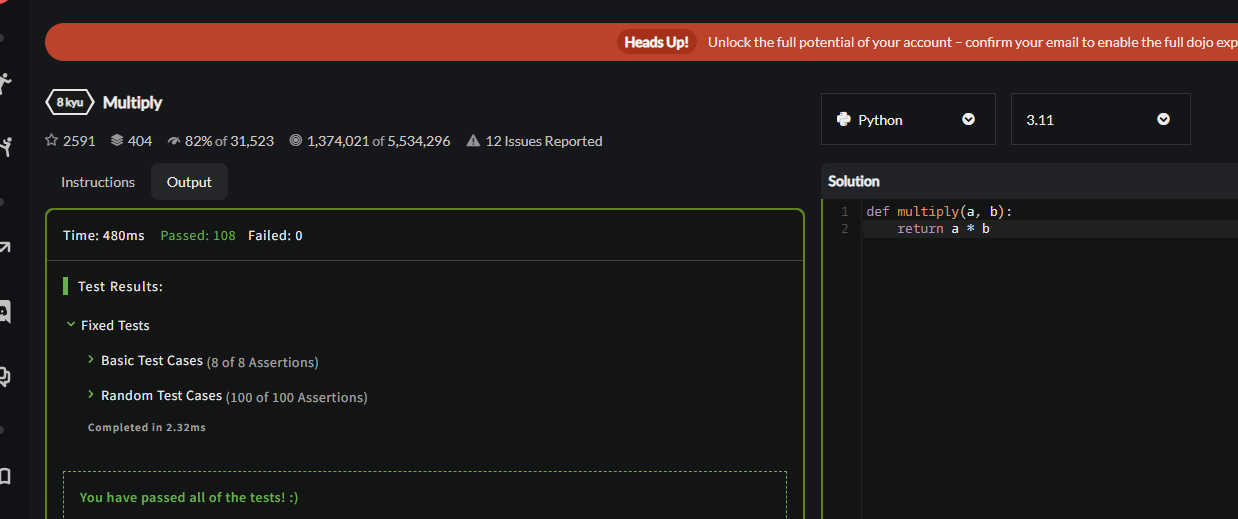 Heads Up! Unlock the full potential of your account – confirm your email to enable the full dojo exp
8 kyu Multiply
2591 404 82% of 31,523 1,374,021 of 5,534,296 12 Issues Reported
Python 3.11
Instructions Output
Time: 480ms Passed: 108 Failed: 0
Test Results:
Fixed Tests
Basic Test Cases (8 of 8 Assertions)
Random Test Cases (100 of 100 Assertions)
Completed in 2.32ms
You have passed all of the tests! :)
Solution
1 def multiply(a, b):
2     return a * b